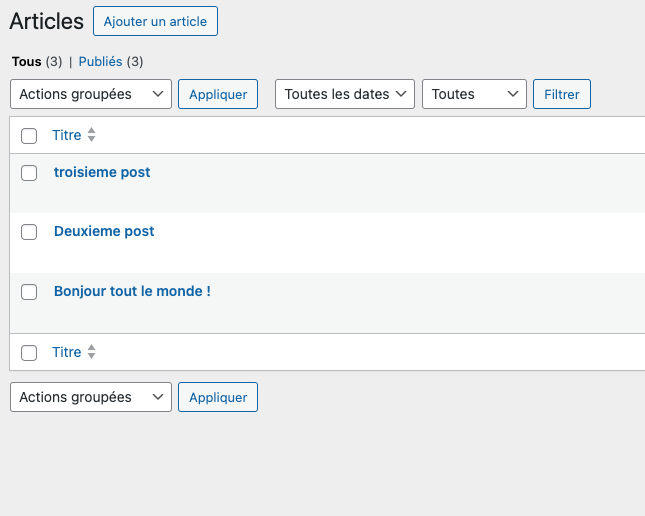 Articles Ajouter un article
Tous (3) | Publiés (3)
Actions groupées Appliquer Toutes les dates Toutes Filtrer
Titre
troisieme post
Deuxieme post
Bonjour tout le monde !
Titre
Actions groupées Appliquer